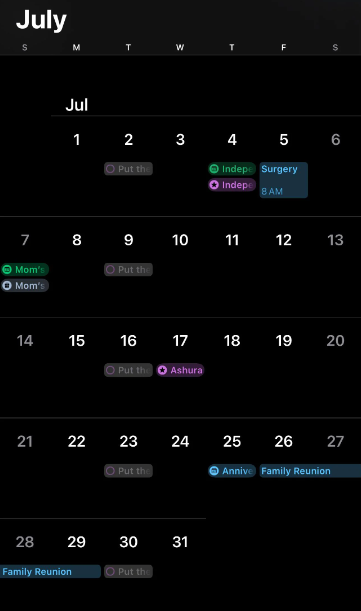 July
S M T W T F S
Jul
1 2 3 4 5 6
Put the Indepe Surgery
Indepe 8 AM
7 8 9 10 11 12 13
Mom's Put the
Mom's
14 15 16 17 18 19 20
Put the Ashura
21 22 23 24 25 26 27
Put the Annive Family Reunion
28 29 30 31
Family Reunion Put the